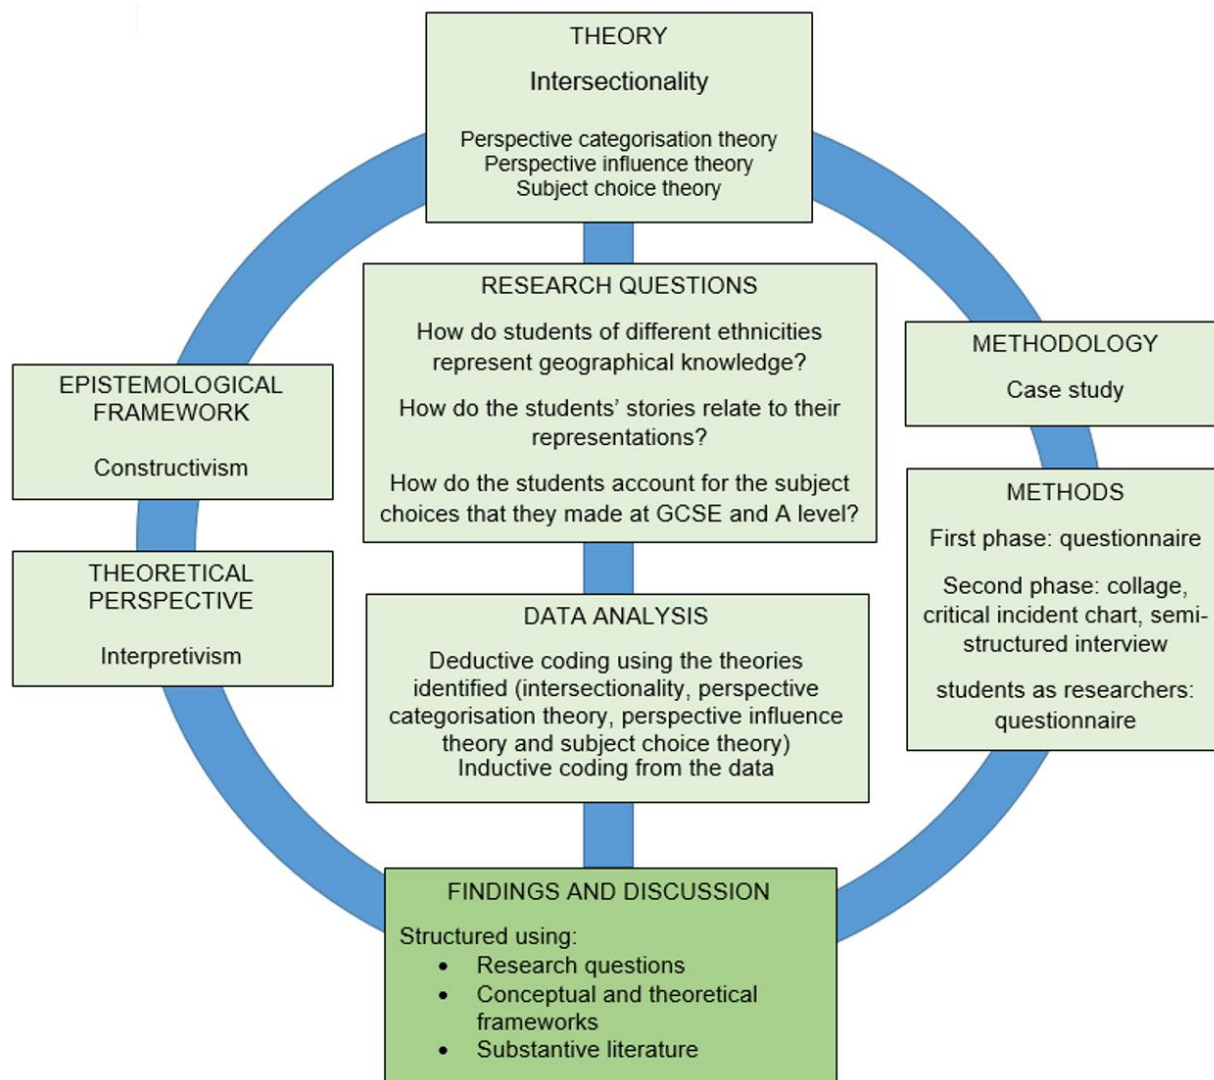 THEORY
Intersectionality
Perspective categorisation theory
Perspective influence theory
Subject choice theory
RESEARCH QUESTIONS
How do students of different ethnicities
represent geographical knowledge?
How do the students’ stories relate to their
representations?
How do the students account for the subject
choices that they made at GCSE and A level?
METHODOLOGY
Case study
EPISTEMOLOGICAL
FRAMEWORK
Constructivism
METHODS
First phase: questionnaire
Second phase: collage,
critical incident chart, semi-
structured interview
students as researchers:
questionnaire
THEORETICAL
PERSPECTIVE
Interpretivism
DATA ANALYSIS
Deductive coding using the theories
identified (intersectionality, perspective
categorisation theory, perspective influence
theory and subject choice theory)
Inductive coding from the data
FINDINGS AND DISCUSSION
Structured using:
• Research questions
• Conceptual and theoretical
frameworks
• Substantive literature